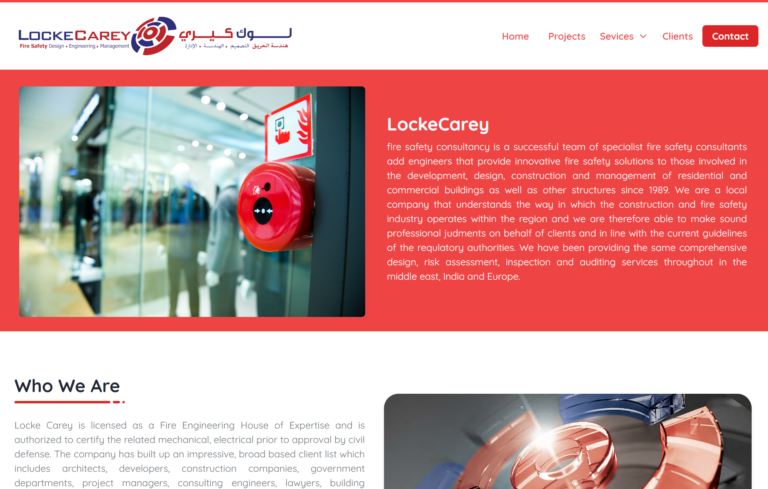 LOCKECAREY
Fire Safety Design • Engineering • Management
لوك كيري
هندسة الحريق التصميم • الهندسة • الإدارة
Home Projects Sevices Clients Contact
LockeCarey
fire safety consultancy is a successful team of specialist fire safety consultants
add engineers that provide innovative fire safety solutions to those involved in
the development, design, construction and management of residential and
commercial buildings as well as other structures since 1989. We are a local
company that understands the way in which the construction and fire safety
industry operates within the region and we are therefore able to make sound
professional judments on behalf of clients and in line with the current guidelines
of the requlatory authorities. We have been providing the same comprehensive
design, risk assessment, inspection and auditing services throughout in the
middle east, India and Europe.
Who We Are
Locke Carey is licensed as a Fire Engineering House of Expertise and is
authorized to certify the related mechanical, electrical prior to approval by civil
defense. The company has built up an impressive, broad based client list which
includes architects, developers, construction companies, government
departments, project managers, consulting engineers, lawyers, building